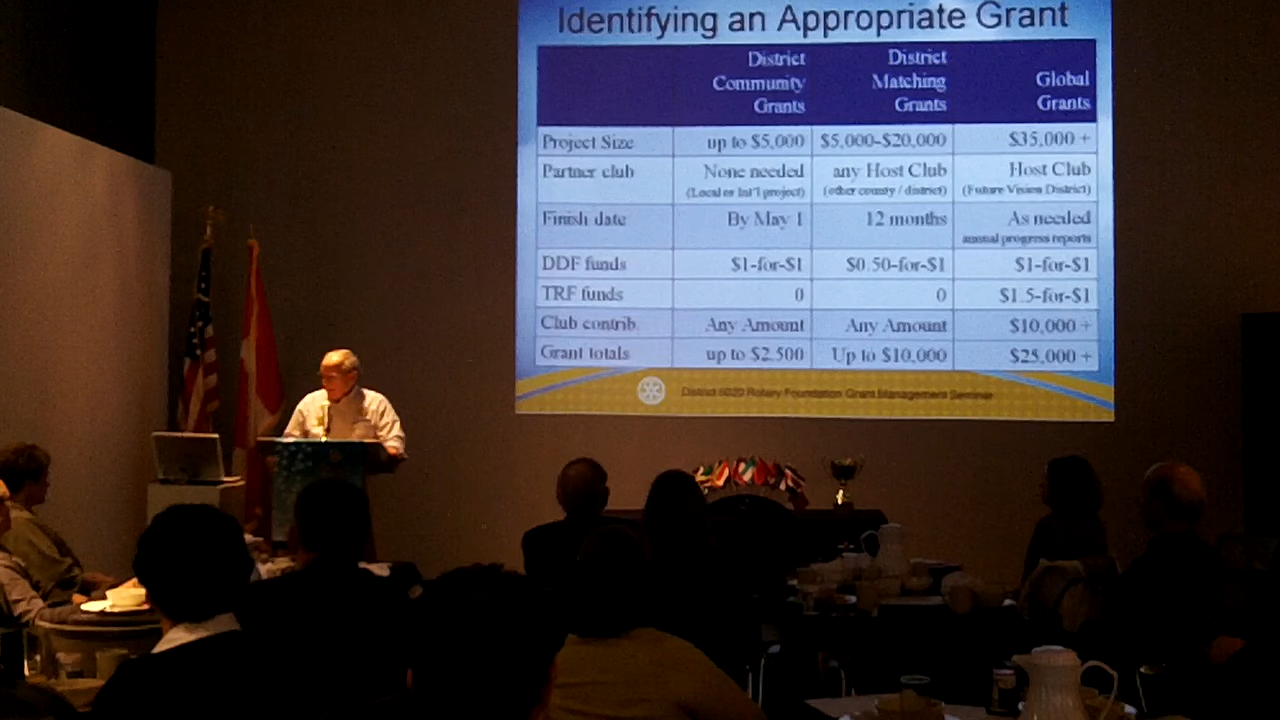 Identifying an Appropriate Grant
District Community Grants District Matching Grants Global Grants
Project Size up to $5,000 $5,000-$20,000 $35,000 +
Partner club None needed any Host Club Host Club
(Local or Int'l project) (other county / district) (Future Vision District)
Finish date By May 1 12 months As needed
annual progress reports
DDF funds $1-for-$1 $0.50-for-$1 $1-for-$1
TRF funds 0 0 $1.5-for-$1
Club contrib. Any Amount Any Amount $10,000 +
Grant totals up to $2,500 Up to $10,000 $25,000 +
District 6020 Rotary Foundation Grant Management Seminar